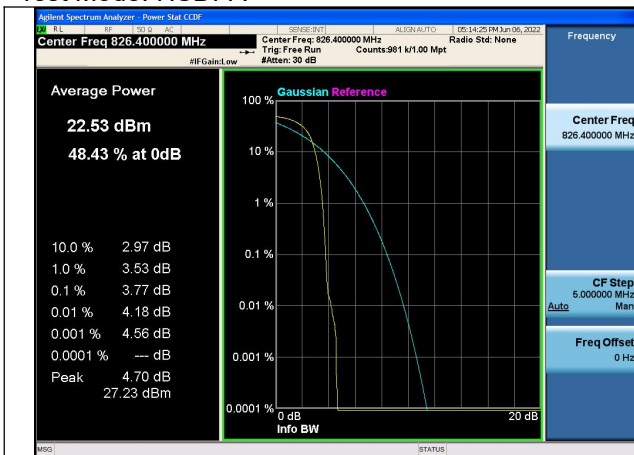 Agilent Spectrum Analyzer - Power Stat CCDF
RL RF 50 Ω AC SENSE:INT ALIGN AUTO 05:14:25 PM Jun 06, 2022
Center Freq 826.400000 MHz
Center Freq: 826.400000 MHz Radio Std: None
Trig: Free Run Counts:981 k/1.00 Mpt
#IFGain:Low #Atten: 30 dB
Frequency
Average Power
22.53 dBm
48.43 % at 0dB
10.0 % 2.97 dB
1.0 % 3.53 dB
0.1 % 3.77 dB
0.01 % 4.18 dB
0.001 % 4.56 dB
0.0001 % --- dB
Peak 4.70 dB
27.23 dBm
Gaussian Reference
100 %
10 %
1 %
0.1 %
0.01 %
0.001 %
0.0001 %
0 dB 20 dB
Info BW
Center Freq
826.400000 MHz
CF Step
5.000000 MHz
Auto Man
Freq Offset
0 Hz
MSG STATUS